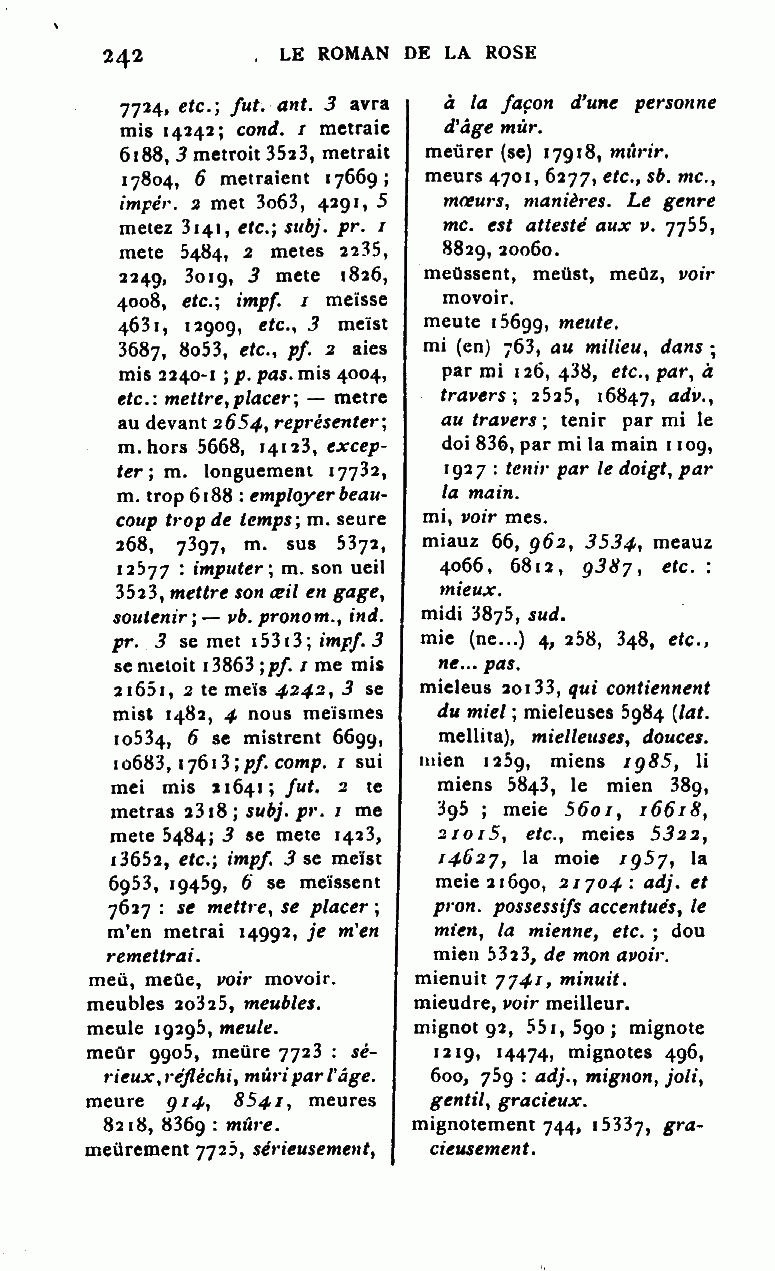 242 LE ROMAN DE LA ROSE
7724, etc.; fut. ant. 3 avra
mis 14242; cond. 1 metraie
6188, 3 metroit 3523, metrait
17804, 6 metraient 17669;
impér. 2 met 3063, 4291, 5
metez 3141, etc.; subj. pr. 1
mete 5484, 2 metes 2235,
2249, 3019, 3 mete 1826,
4008, etc.; impf. 1 meïsse
4631, 12909, etc., 3 meïst
3687, 8053, etc., pf. 2 aies
mis 2240-1; p. pas. mis 4004,
etc.: mettre, placer; — metre
au devant 2654, représenter;
m. hors 5668, 14123, excep-
ter; m. longuement 17732,
m. trop 6188 : employer beau-
coup trop de temps; m. seure
268, 7397, m. sus 5372,
12577 : imputer; m. son ueil
3523, mettre son œil en gage,
soutenir; — vb. pronom., ind.
pr. 3 se met 15313; impf. 3
se metoit 13863; pf. 1 me mis
21651, 2 te meïs 4242, 3 se
mist 1482, 4 nous meïsmes
10534, 6 se mistrent 6699,
10683, 17613; pf. comp. 1 sui
mei mis 21641; fut. 2 te
metras 2318; subj. pr. 1 me
mete 5484; 3 se mete 1423,
13652, etc.; impf. 3 se meïst
6953, 19459, 6 se meïssent
7627 : se mettre, se placer;
m'en metrai 14992, je m'en
remettrai.
meü, meüe, voir movoir.
meubles 20325, meubles.
meule 19295, meule.
meür 9905, meüre 7723 : sé-
rieux, réfléchi, mûri par l'âge.
meure 914, 8541, meures
8218, 8369 : mûre.
meürement 7725, sérieusement,
à la façon d'une personne
d'âge mûr.
meürer (se) 17918, mûrir.
meurs 4701, 6277, etc., sb. mc.,
mœurs, manières. Le genre
mc. est attesté aux v. 7755,
8829, 20060.
meüssent, meüst, meüz, voir
movoir.
meute 15699, meute.
mi (en) 763, au milieu, dans;
par mi 126, 438, etc., par, à
travers; 2525, 16847, adv.,
au travers; tenir par mi le
doi 836, par mi la main 1109,
1927 : tenir par le doigt, par
la main.
mi, voir mes.
miauz 66, 962, 3534, meauz
4066, 6812, 9387, etc. :
mieux.
midi 3875, sud.
mie (ne...) 4, 258, 348, etc.,
ne... pas.
mieleus 20133, qui contiennent
du miel; mieleuses 5984 (lat.
mellita), mielleuses, douces.
mien 1259, miens 1985, li
miens 5843, le mien 389,
395 ; meie 5601, 16618,
21015, etc., meies 5322,
14627, la moie 1957, la
meie 21690, 21704 : adj. et
pron. possessifs accentués, le
mien, la mienne, etc. ; dou
mien 5323, de mon avoir.
mienuit 7741, minuit.
mieudre, voir meilleur.
mignot 92, 551, 590; mignote
1219, 14474, mignotes 496,
600, 759 : adj., mignon, joli,
gentil, gracieux.
mignotement 744, 15337, gra-
cieusement.